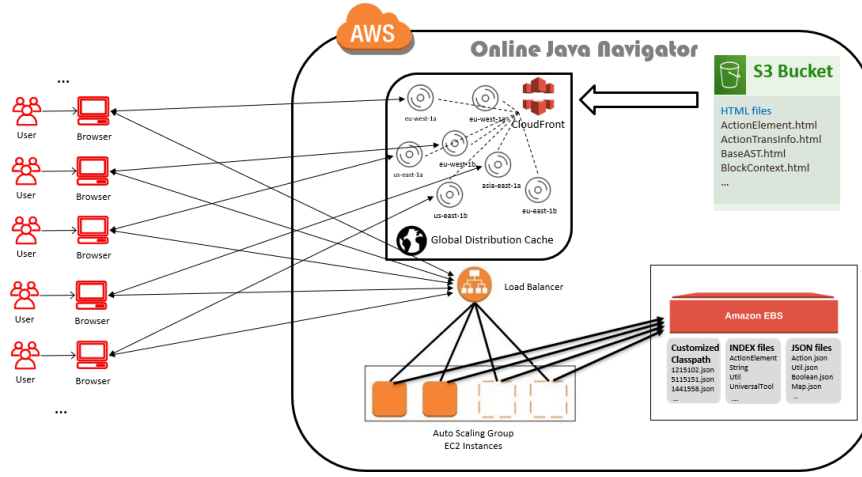 AWS
Online Java Navigator
...
User
Browser
User
Browser
User
Browser
User
Browser
User
Browser
...
eu-west-1a
eu-west-1c
CloudFront
us-east-1a
eu-west-1b
asia-east-1a
us-east-1b
eu-east-1b
Global Distribution Cache
S3 Bucket
HTML files
ActionElement.html
ActionTransInfo.html
BaseAST.html
BlockContext.html
...
Load Balancer
Auto Scaling Group
EC2 Instances
Amazon EBS
Customized
Classpath
1215102.json
5115151.json
1441558.json
...
INDEX files
ActionElement
String
Util
UniversalTool
...
JSON files
Action.json
Util.json
Boolean.json
Map.json
...